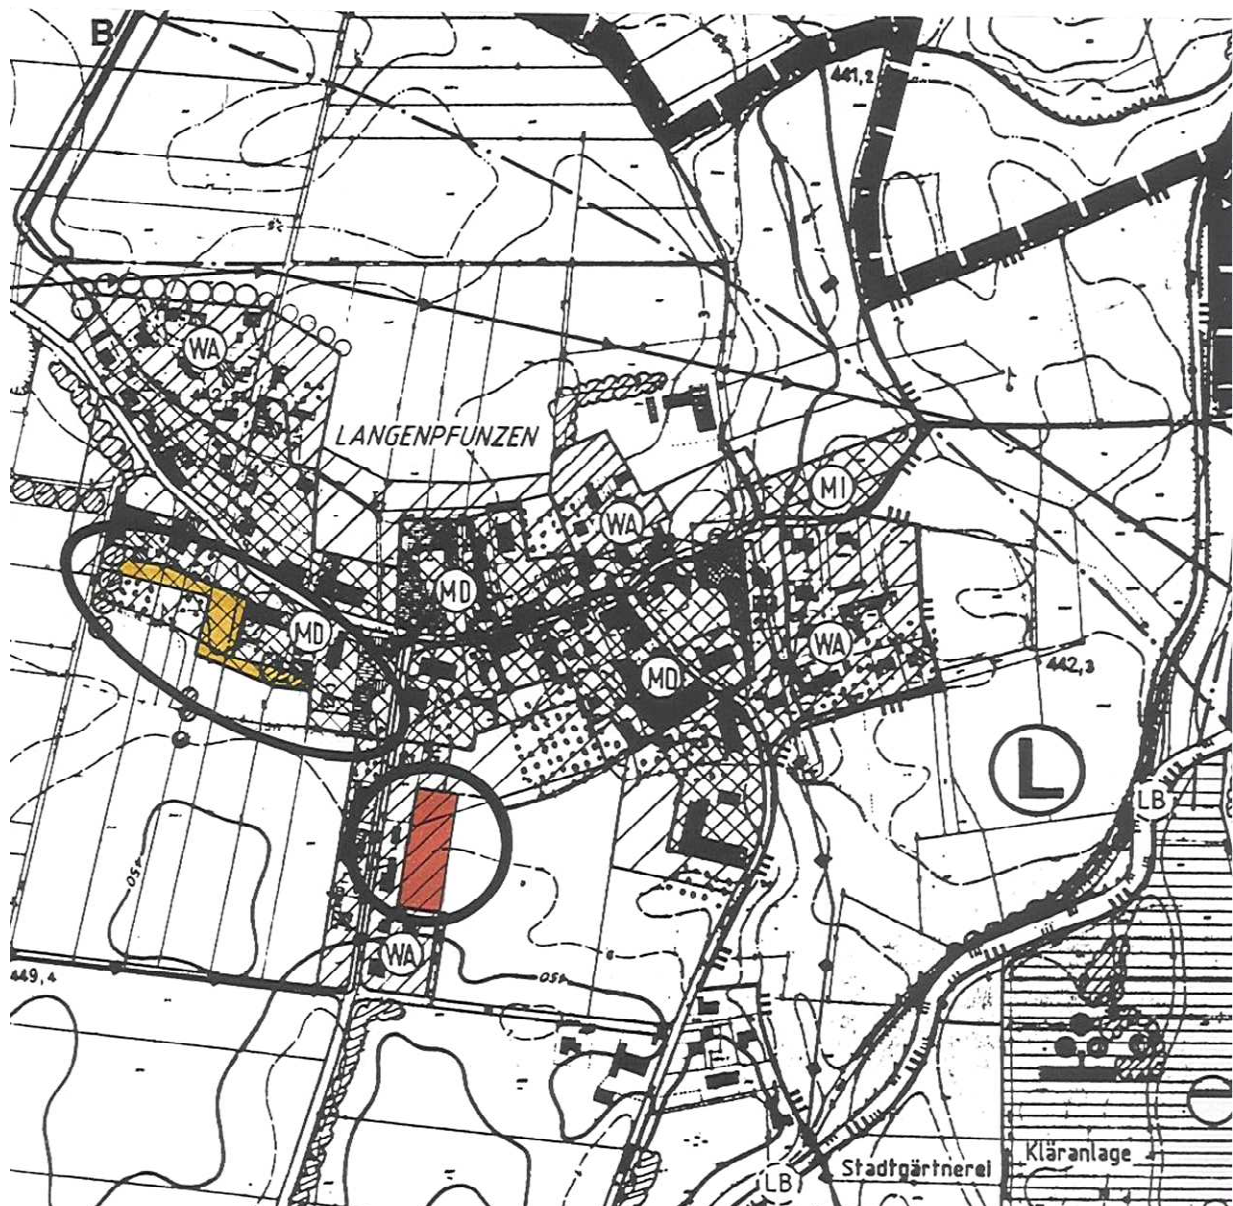 B
441,2
WA
LANGENPFUNZEN
MI
WA
MD
MD
WA
MD
442,3
L
LB
450
WA
450
449,4
Kläranlage
Stadtgärtnerei
LB